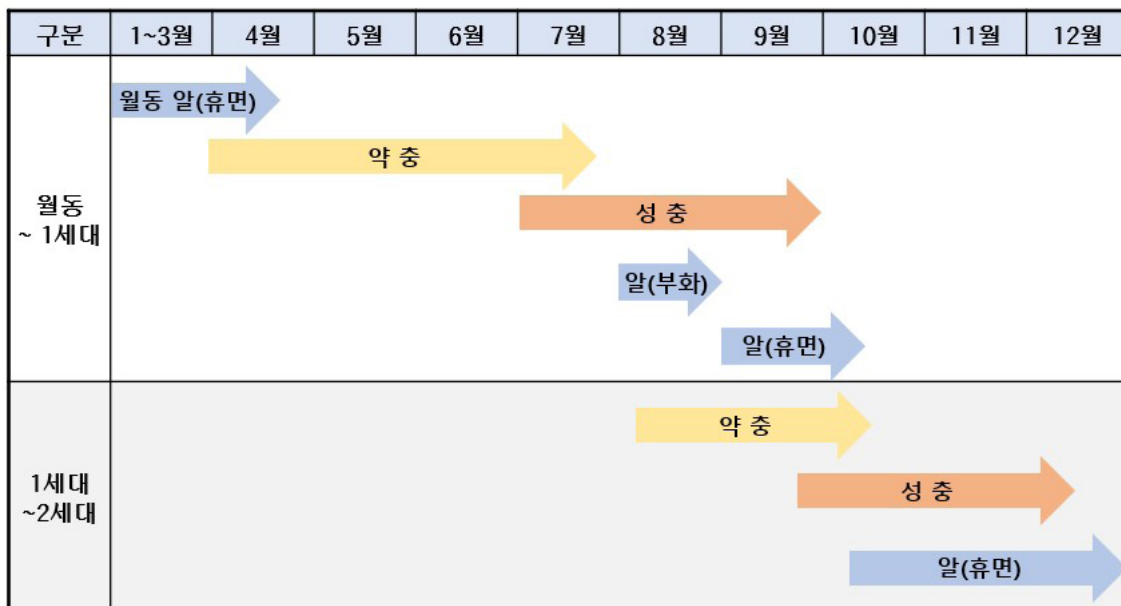 구분 1~3월 4월 5월 6월 7월 8월 9월 10월 11월 12월
월동 알(휴면)
약 충
월동
~ 1세대
성 충
알(부화)
알(휴면)
약 충
1세대
~2세대
성 충
알(휴면)